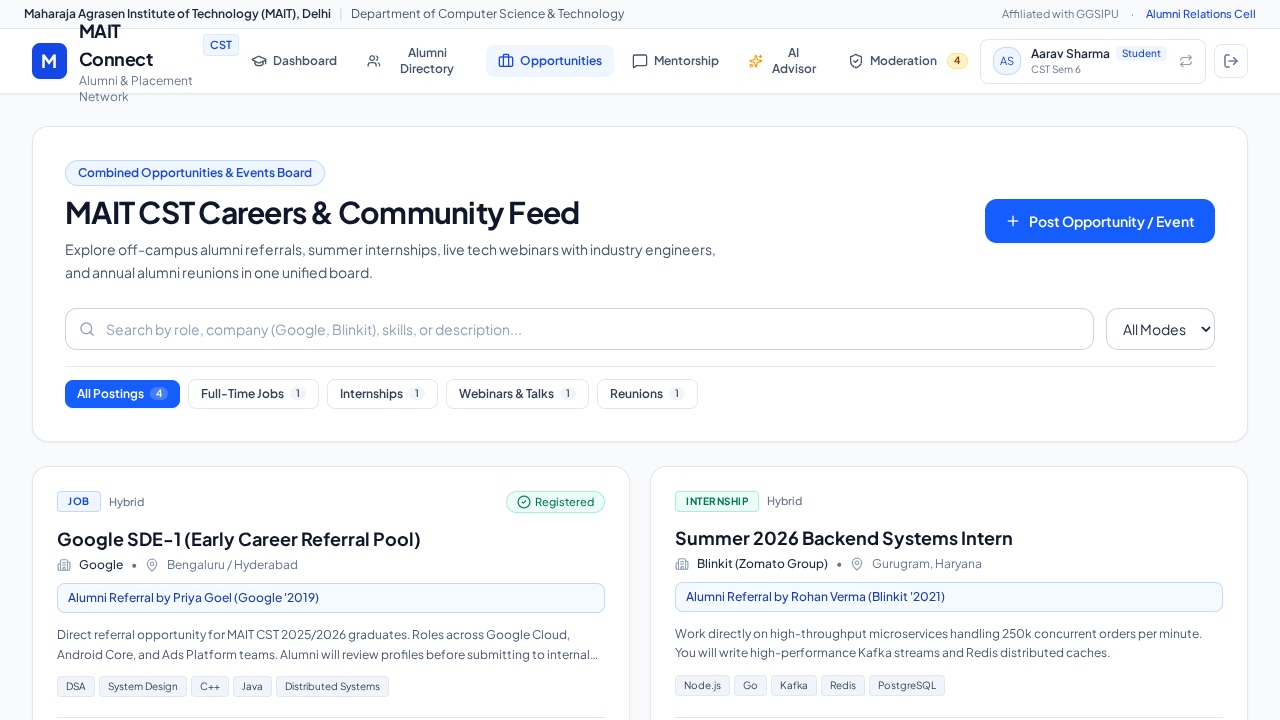 Maharaja Agrasen Institute of Technology (MAIT), Delhi | Department of Computer Science & Technology
Affiliated with GGSIPU · Alumni Relations Cell
M
MAIT Connect
CST
Alumni & Placement Network
Dashboard
Alumni Directory
Opportunities
Mentorship
AI Advisor
Moderation 4
AS
Aarav Sharma Student
CST Sem 6
Combined Opportunities & Events Board
MAIT CST Careers & Community Feed
Explore off-campus alumni referrals, summer internships, live tech webinars with industry engineers,
and annual alumni reunions in one unified board.
+ Post Opportunity / Event
Search by role, company (Google, Blinkit), skills, or description...
All Modes
All Postings 4
Full-Time Jobs 1
Internships 1
Webinars & Talks 1
Reunions 1
JOB Hybrid
Registered
Google SDE-1 (Early Career Referral Pool)
Google • Bengaluru / Hyderabad
Alumni Referral by Priya Goel (Google '2019)
Direct referral opportunity for MAIT CST 2025/2026 graduates. Roles across Google Cloud,
Android Core, and Ads Platform teams. Alumni will review profiles before submitting to internal...
DSA System Design C++ Java Distributed Systems
INTERNSHIP Hybrid
Summer 2026 Backend Systems Intern
Blinkit (Zomato Group) • Gurugram, Haryana
Alumni Referral by Rohan Verma (Blinkit '2021)
Work directly on high-throughput microservices handling 250k concurrent orders per minute.
You will write high-performance Kafka streams and Redis distributed caches.
Node.js Go Kafka Redis PostgreSQL